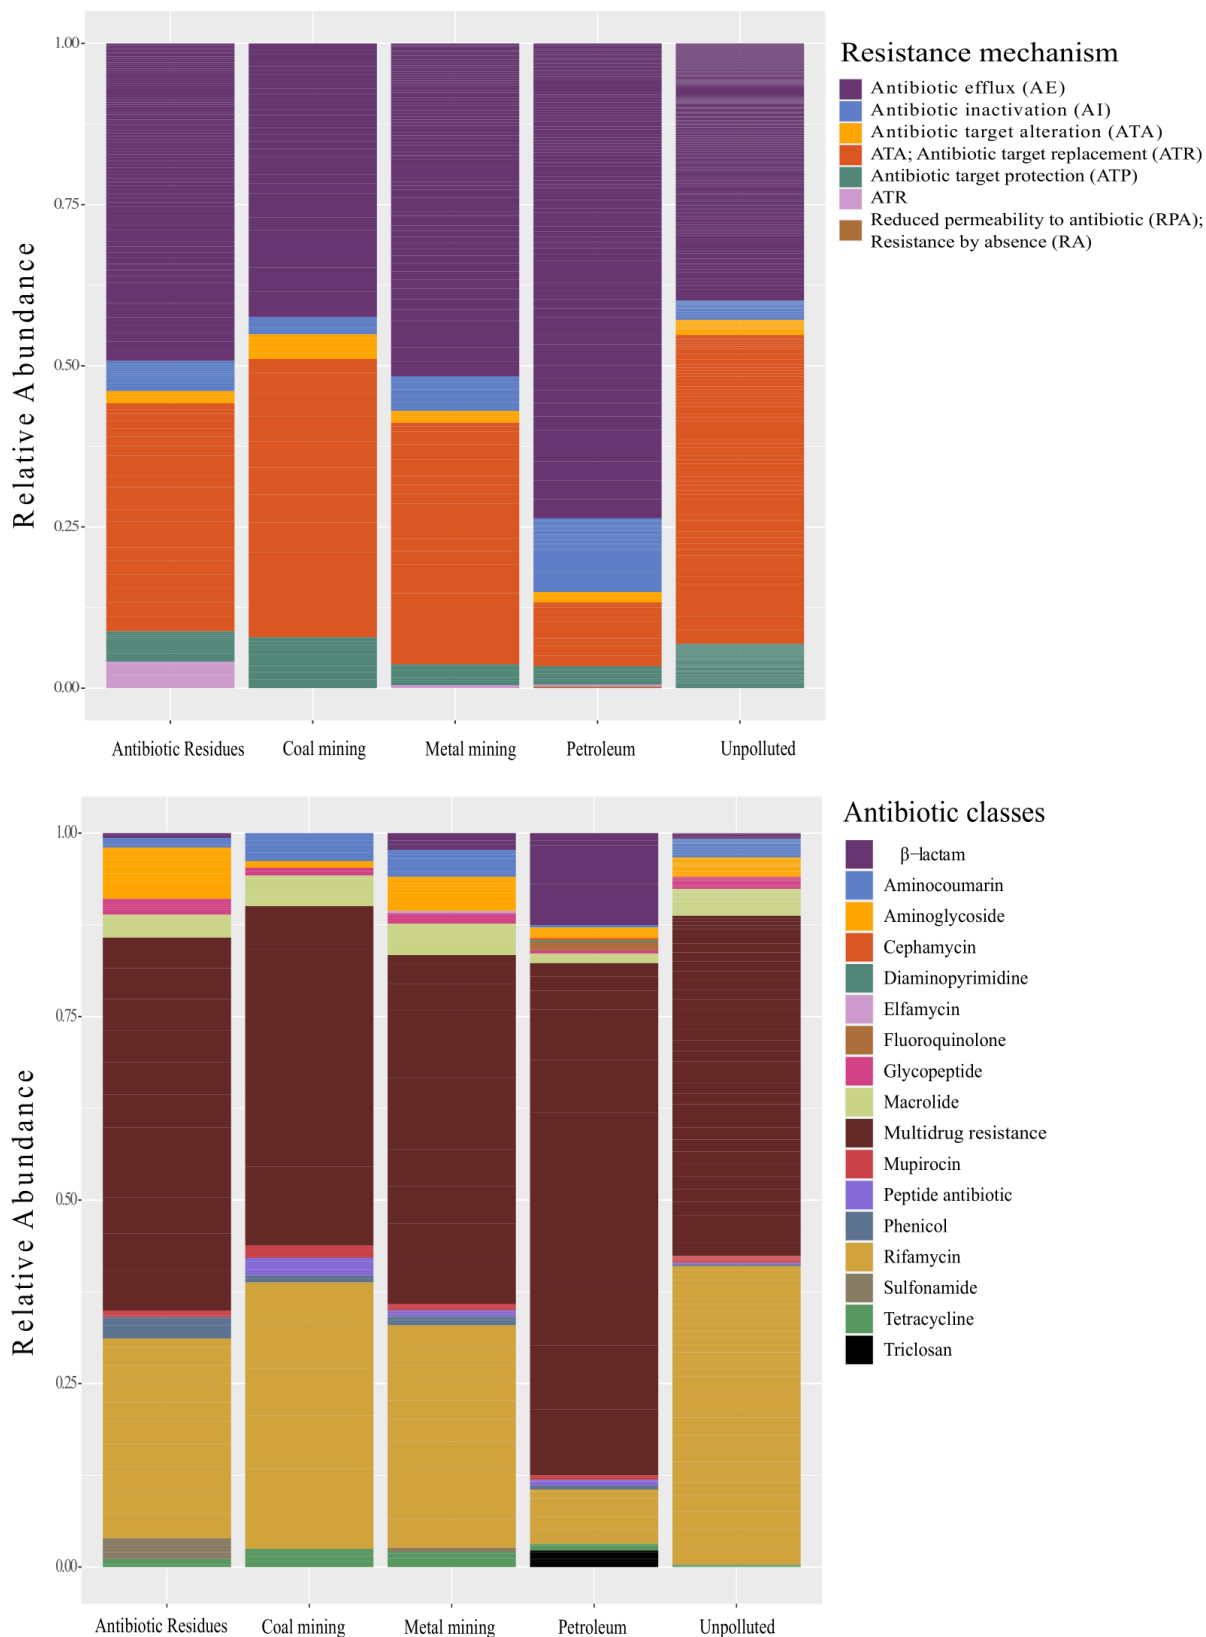 Resistance mechanism
Antibiotic efflux (AE)
Antibiotic inactivation (AI)
Antibiotic target alteration (ATA)
ATA; Antibiotic target replacement (ATR)
Antibiotic target protection (ATP)
ATR
Reduced permeability to antibiotic (RPA);
Resistance by absence (RA)
Relative Abundance
1.00
0.75
0.50
0.25
0.00
Antibiotic Residues
Coal mining
Metal mining
Petroleum
Unpolluted
Antibiotic classes
β-lactam
Aminocoumarin
Aminoglycoside
Cephamycin
Diaminopyrimidine
Elfamycin
Fluoroquinolone
Glycopeptide
Macrolide
Multidrug resistance
Mupirocin
Peptide antibiotic
Phenicol
Rifamycin
Sulfonamide
Tetracycline
Triclosan
Relative Abundance
1.00
0.75
0.50
0.25
0.00
Antibiotic Residues
Coal mining
Metal mining
Petroleum
Unpolluted